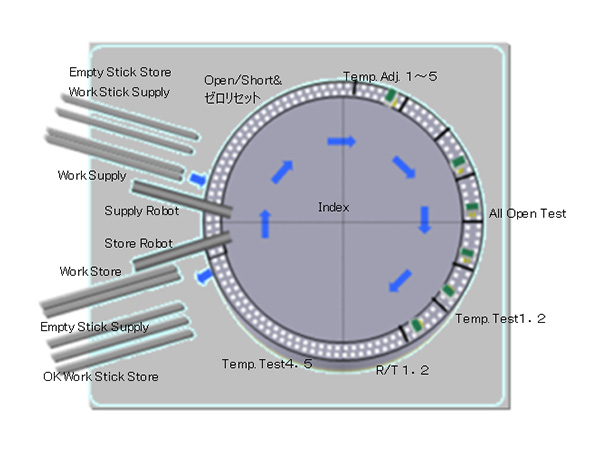 Empty Stick Store
Work Stick Supply
Open/Short&
ゼロリセット
Temp. Adj. 1～5
Work Supply
Supply Robot
Index
All Open Test
Store Robot
Work Store
Empty Stick Supply
Temp. Test1. 2
Temp. Test4. 5
R/T 1. 2
OK Work Stick Store